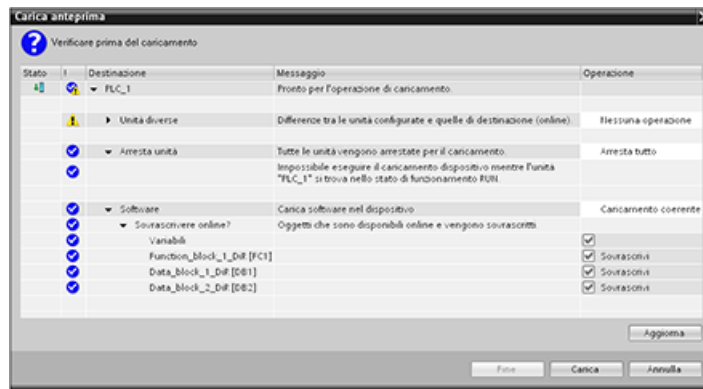 Carica anteprima
Verificare prima del caricamento
Stato ! Destinazione Messaggio Operazione
PLC_1 Pronto per l'operazione di caricamento.
Unità diverse Differenze tra le unità configurate e quelle di destinazione (online). Nessuna operazione
Arresta unità Tutte le unità vengono arrestate per il caricamento. Arresta tutto
Impossibile eseguire il caricamento dispositivo mentre l'unità
"PLC_1" si trova nello stato di funzionamento RUN.
Software Carica software nel dispositivo Caricamento coerente
Sovrascrivere online? Oggetti che sono disponibili online e vengono sovrascritti.
Variabili
Function_block_1_DiR [FC1] Sovrascrivi
Data_block_1_DiR [DB1] Sovrascrivi
Data_block_2_DiR [DB2] Sovrascrivi
Aggiorna
Fine Carica Annulla